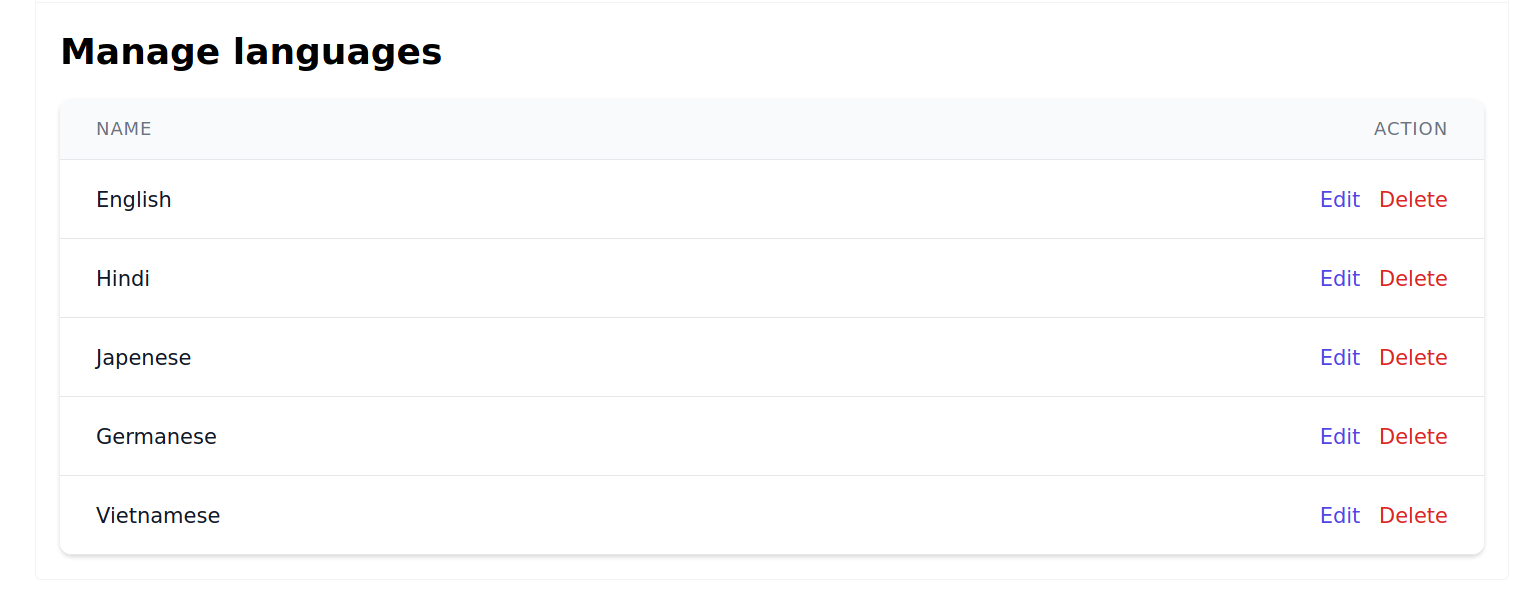 Manage languages
NAME ACTION
English Edit Delete
Hindi Edit Delete
Japenese Edit Delete
Germanese Edit Delete
Vietnamese Edit Delete